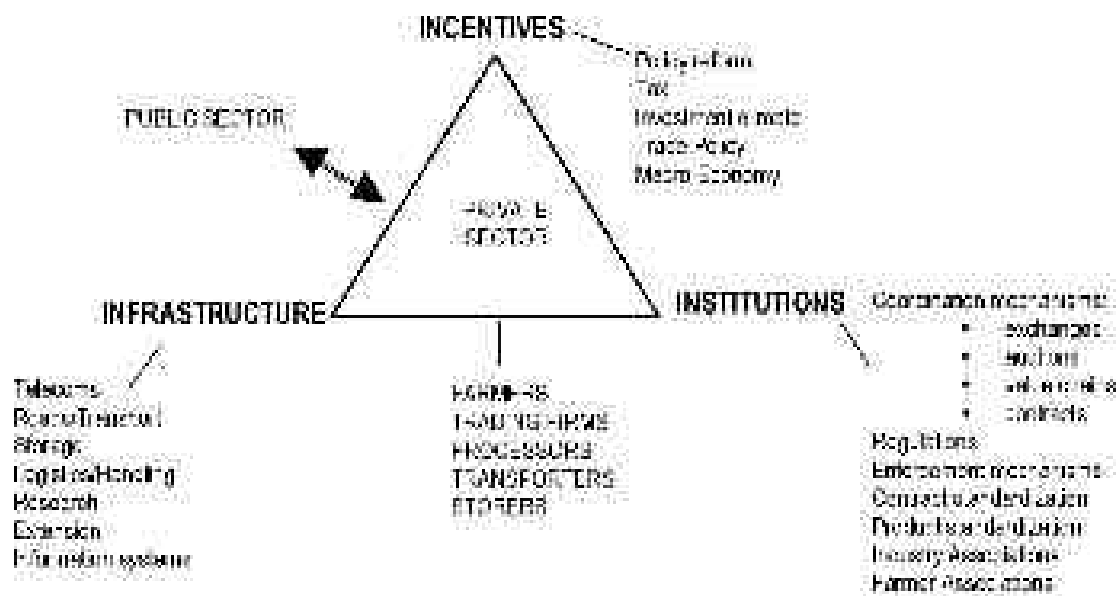 INCENTIVES
Policy reform
Tax
Investment climate
Trade Policy
Macro Economy
PUBLIC SECTOR
PRIVATE
SECTOR
INFRASTRUCTURE
INSTITUTIONS
Coordination mechanisms:
• exchanges
• auctions
• value chains
• contracts
Telecoms
Roads/Transport
Storage
Logistics/Handling
Research
Extension
Information systems
FARMERS
TRADING FIRMS
PROCESSORS
TRANSPORTERS
STORERS
Regulations
Enforcement mechanisms
Contract standardization
Product standardization
Industry Associations
Farmer Associations